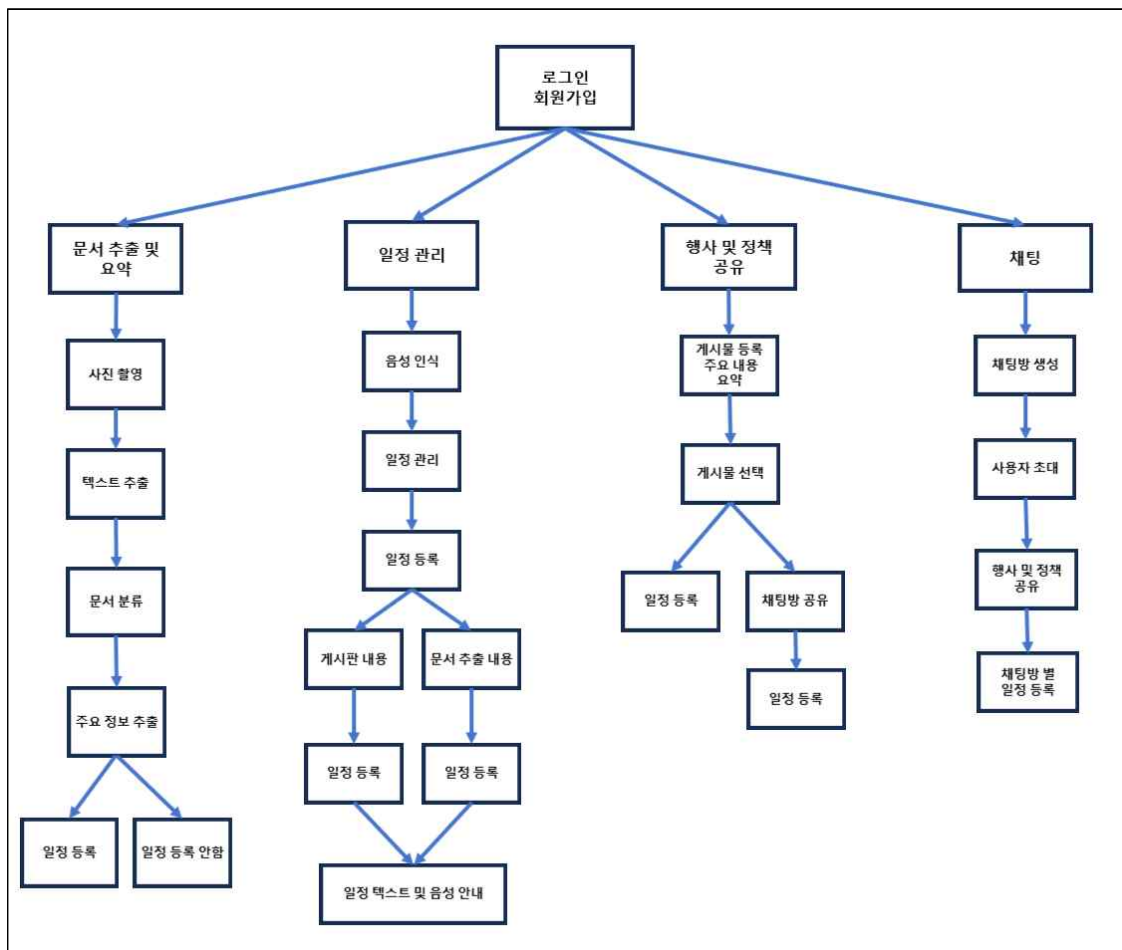 로그인
회원가입
문서 추출 및
요약
일정 관리
행사 및 정책
공유
채팅
사진 촬영
음성 인식
게시물 등록
주요 내용
요약
채팅방 생성
텍스트 추출
일정 관리
게시물 선택
사용자 초대
문서 분류
일정 등록
일정 등록
채팅방 공유
행사 및 정책
공유
주요 정보 추출
게시판 내용
문서 추출 내용
일정 등록
채팅방 별
일정 등록
일정 등록
일정 등록
일정 등록
일정 등록 안함
일정 텍스트 및 음성 안내